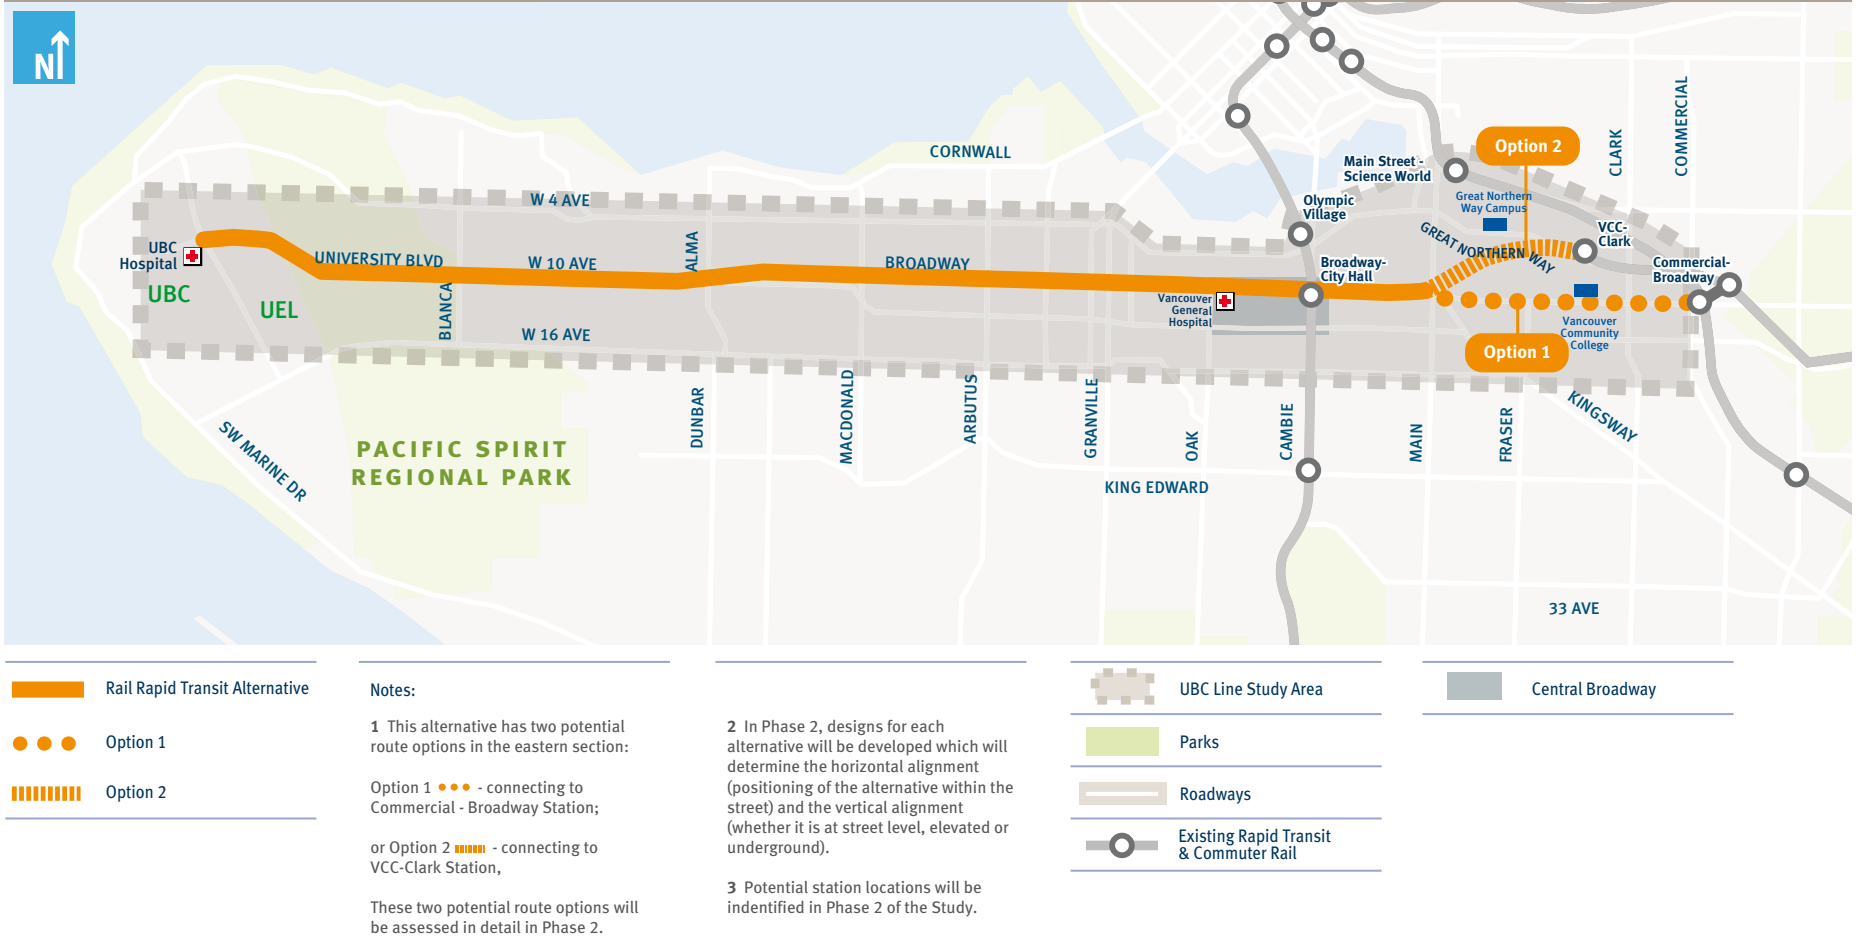 N
CORNWALL
Option 2
CLARK
COMMERCIAL
Main Street -
Science World
Great Northern
Way Campus
Olympic
Village
W 4 AVE
GREAT NORTHERN WAY
VCC-
Clark
UBC
Hospital
UNIVERSITY BLVD
W 10 AVE
ALMA
BROADWAY
Broadway-
City Hall
Commercial-
Broadway
UBC
UEL
BLANCA
W 16 AVE
Vancouver
General
Hospital
Vancouver
Community
College
Option 1
SW MARINE DR
PACIFIC SPIRIT
REGIONAL PARK
DUNBAR
MACDONALD
ARBUTUS
GRANVILLE
OAK
CAMBIE
MAIN
FRASER
KINGSWAY
KING EDWARD
33 AVE
Rail Rapid Transit Alternative
Option 1
Option 2
Notes:
1 This alternative has two potential
route options in the eastern section:
Option 1 - connecting to
Commercial - Broadway Station;
or Option 2 - connecting to
VCC-Clark Station,
These two potential route options will
be assessed in detail in Phase 2.
2 In Phase 2, designs for each
alternative will be developed which will
determine the horizontal alignment
(positioning of the alternative within the
street) and the vertical alignment
(whether it is at street level, elevated or
underground).
3 Potential station locations will be
indentified in Phase 2 of the Study.
UBC Line Study Area
Parks
Roadways
Existing Rapid Transit
& Commuter Rail
Central Broadway